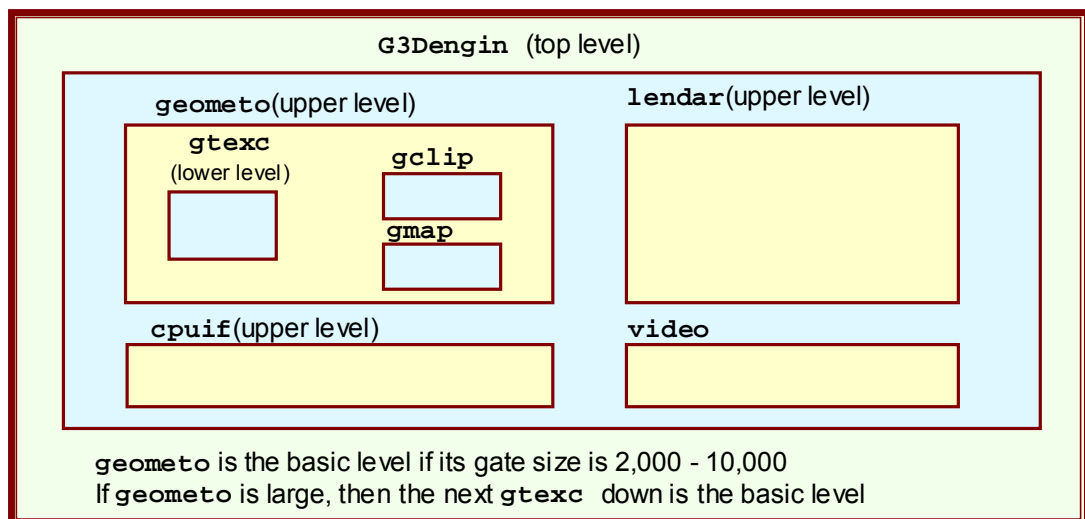 G3Dengin (top level)
geometo(upper level)
lendar(upper level)
gtexc
(lower level)
gclip
gmap
cpuif(upper level)
video
geometo is the basic level if its gate size is 2,000 - 10,000
If geometo is large, then the next gtexc down is the basic level